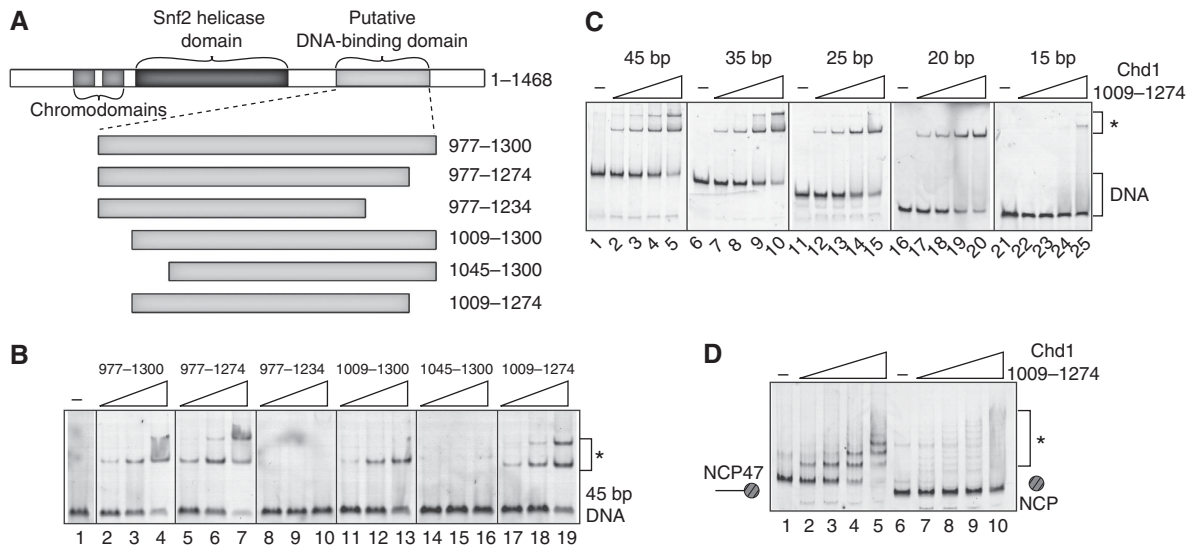 A
Snf2 helicase
domain
Putative
DNA-binding domain
1–1468
Chromodomains
977–1300
977–1274
977–1234
1009–1300
1045–1300
1009–1274
B
977–1300 977–1274 977–1234 1009–1300 1045–1300 1009–1274
–
*
45 bp
DNA
1 2 3 4 5 6 7 8 9 10 11 12 13 14 15 16 17 18 19
C
45 bp 35 bp 25 bp 20 bp 15 bp
Chd1
1009–1274
– – – – –
*
DNA
1 2 3 4 5 6 7 8 9 10 11 12 13 14 15 16 17 18 19 20 21 22 23 24 25
D
Chd1
1009–1274
– –
*
NCP47
NCP
1 2 3 4 5 6 7 8 9 10